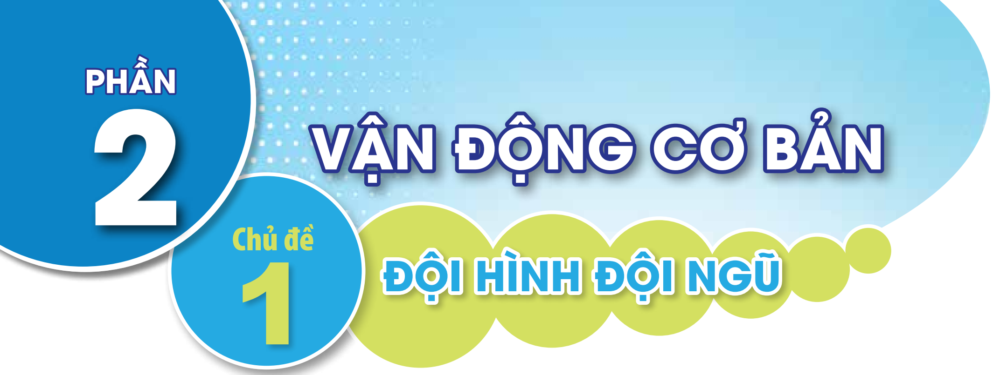 PHẦN
2
VẬN ĐỘNG CƠ BẢN
Chủ đề
1
ĐỘI HÌNH ĐỘI NGŨ